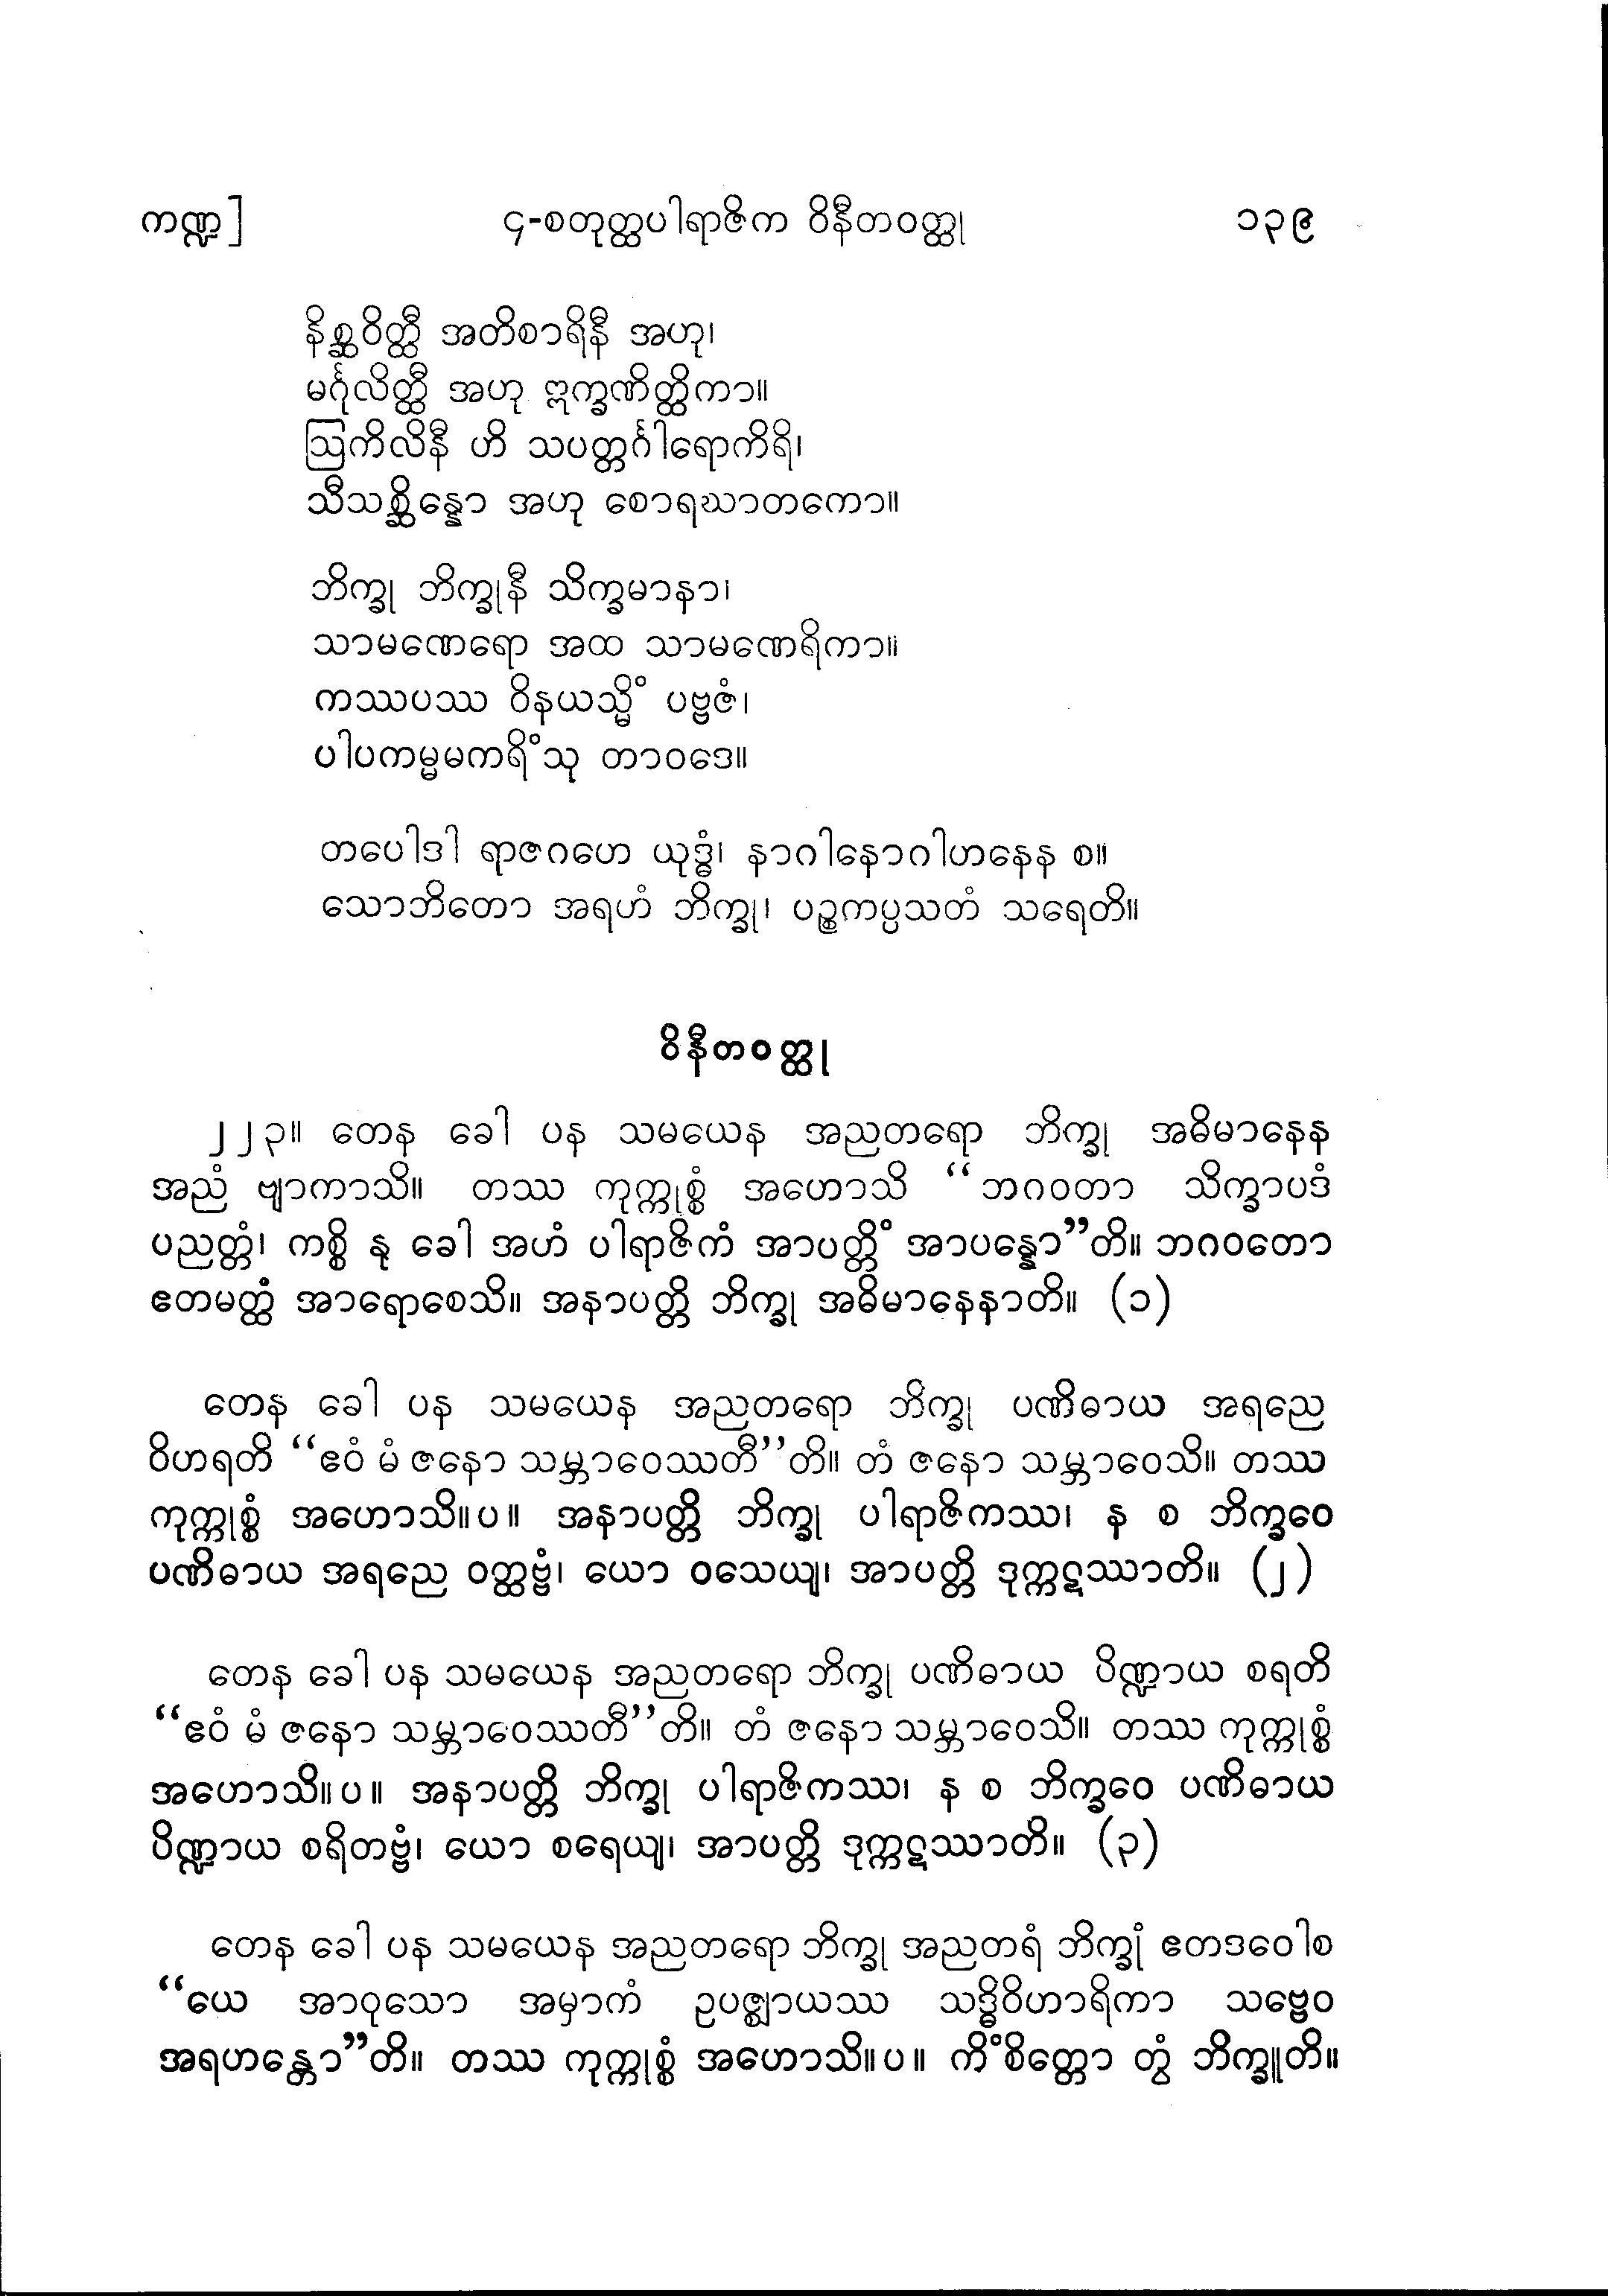 ကဏ္ဍ] ၄-စတုတ္ထပါရာဇိက ဝိနီတဝတ္ထု ၁၃၉
နိစ္ဆဝိတ္ထီ အတိစာရိနီ အဟု၊
မင်္ဂုလိတ္ထီ အဟု ဣက္ခဏိတ္ထိကာ။
ဩကိလိနီ ဟိ သပတ္တင်္ဂါရောကိရိ၊
သီသစ္ဆိန္နော အဟု စောရဃာတကော။
ဘိက္ခု ဘိက္ခုနီ သိက္ခမာနာ၊
သာမဏေရော အထ သာမဏေရိကာ။
ကဿပဿ ဝိနယသ္မိံ ပဗ္ဗဇံ၊
ပါပကမ္မမကရိံသု တာဝဒေ။
တပေါဒါ ရာဇဂဟေ ယုဒ္ဓံ၊ နာဂါနောဂါဟနေန စ။
သောဘိတော အရဟံ ဘိက္ခု၊ ပဉ္စကပ္ပသတံ သရေတိ။
ဝိနီတဝတ္ထု
၂၂၃။ တေန ခေါ ပန သမယေန အညတရော ဘိက္ခု အဓိမာနေန
အညံ ဗျာကာသိ။ တဿ ကုက္ကုစ္စံ အဟောသိ “ဘဂဝတာ သိက္ခာပဒံ
ပညတ္တံ၊ ကစ္စိ နု ခေါ အဟံ ပါရာဇိကံ အာပတ္တိံ အာပန္နော”တိ။ ဘဂဝတော
ဧတမတ္ထံ အာရောစေသိ။ အနာပတ္တိ ဘိက္ခု အဓိမာနေနာတိ။ (၁)
တေန ခေါ ပန သမယေန အညတရော ဘိက္ခု ပဏိဓာယ အရညေ
ဝိဟရတိ “ဧဝံ မံ ဇနော သမ္ဘာဝေဿတီ”တိ။ တံ ဇနော သမ္ဘာဝေသိ။ တဿ
ကုက္ကုစ္စံ အဟောသိ။ပ။ အနာပတ္တိ ဘိက္ခု ပါရာဇိကဿ၊ န စ ဘိက္ခဝေ
ပဏိဓာယ အရညေ ဝတ္ထဗ္ဗံ၊ ယော ဝသေယျ၊ အာပတ္တိ ဒုက္ကဋဿာတိ။ (၂)
တေန ခေါ ပန သမယေန အညတရော ဘိက္ခု ပဏိဓာယ ပိဏ္ဍာယ စရတိ
“ဧဝံ မံ ဇနော သမ္ဘာဝေဿတီ”တိ။ တံ ဇနော သမ္ဘာဝေသိ။ တဿ ကုက္ကုစ္စံ
အဟောသိ။ပ။ အနာပတ္တိ ဘိက္ခု ပါရာဇိကဿ၊ န စ ဘိက္ခဝေ ပဏိဓာယ
ပိဏ္ဍာယ စရိတဗ္ဗံ၊ ယော စရေယျ၊ အာပတ္တိ ဒုက္ကဋဿာတိ။ (၃)
တေန ခေါ ပန သမယေန အညတရော ဘိက္ခု အညတရံ ဘိက္ခုံ ဧတဒဝေါစ
“ယေ အာဝုသော အမှာကံ ဥပဇ္ဈာယဿ သဒ္ဓိဝိဟာရိကာ သဗ္ဗေဝ
အရဟန္တော”တိ။ တဿ ကုက္ကုစ္စံ အဟောသိ။ပ။ ကိံစိတ္တော တွံ ဘိက္ခူတိ။